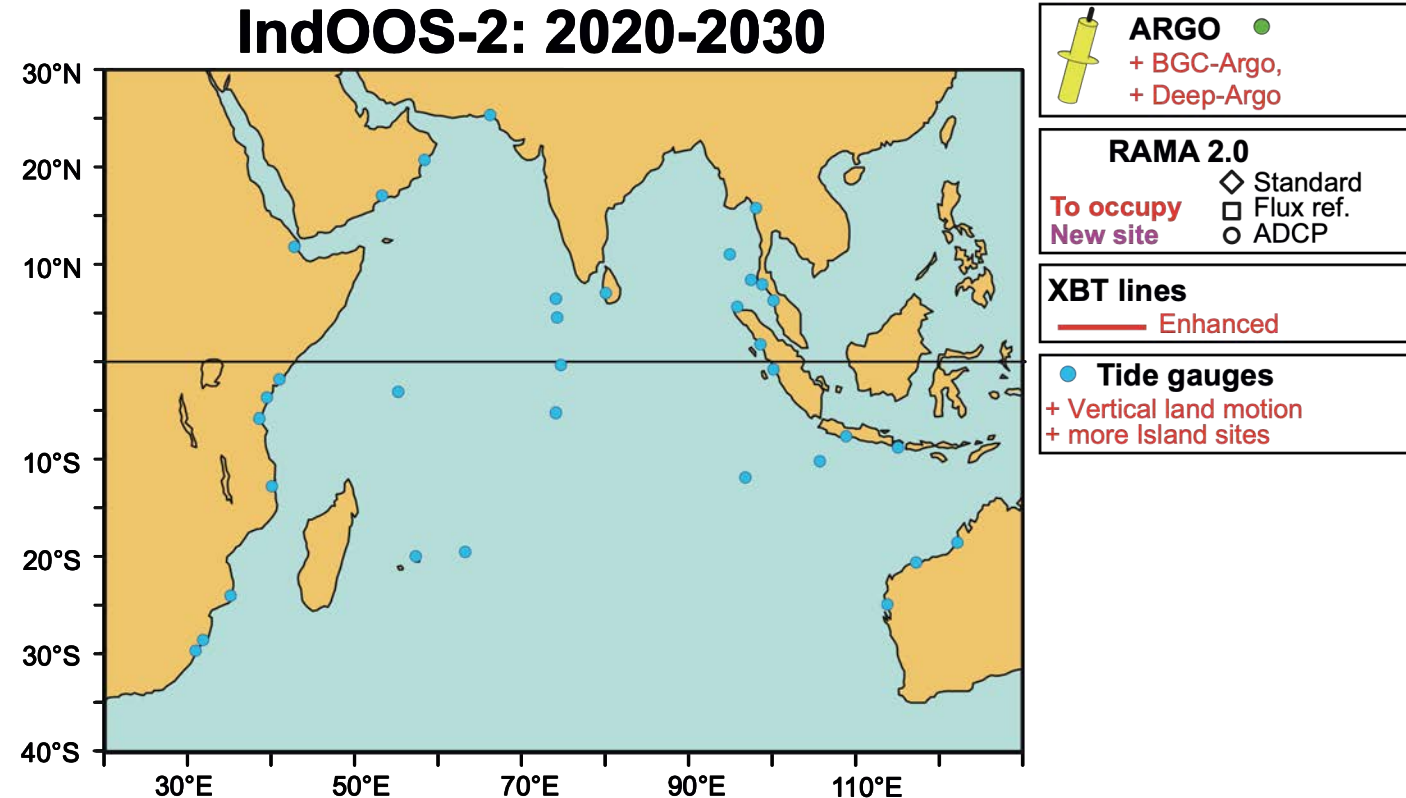 IndOOS-2: 2020-2030
30°N
20°N
10°N
10°S
20°S
30°S
40°S
30°E
50°E
70°E
90°E
110°E
ARGO
+ BGC-Argo,
+ Deep-Argo
RAMA 2.0
Standard
To occupy
Flux ref.
New site
ADCP
XBT lines
Enhanced
Tide gauges
+ Vertical land motion
+ more Island sites